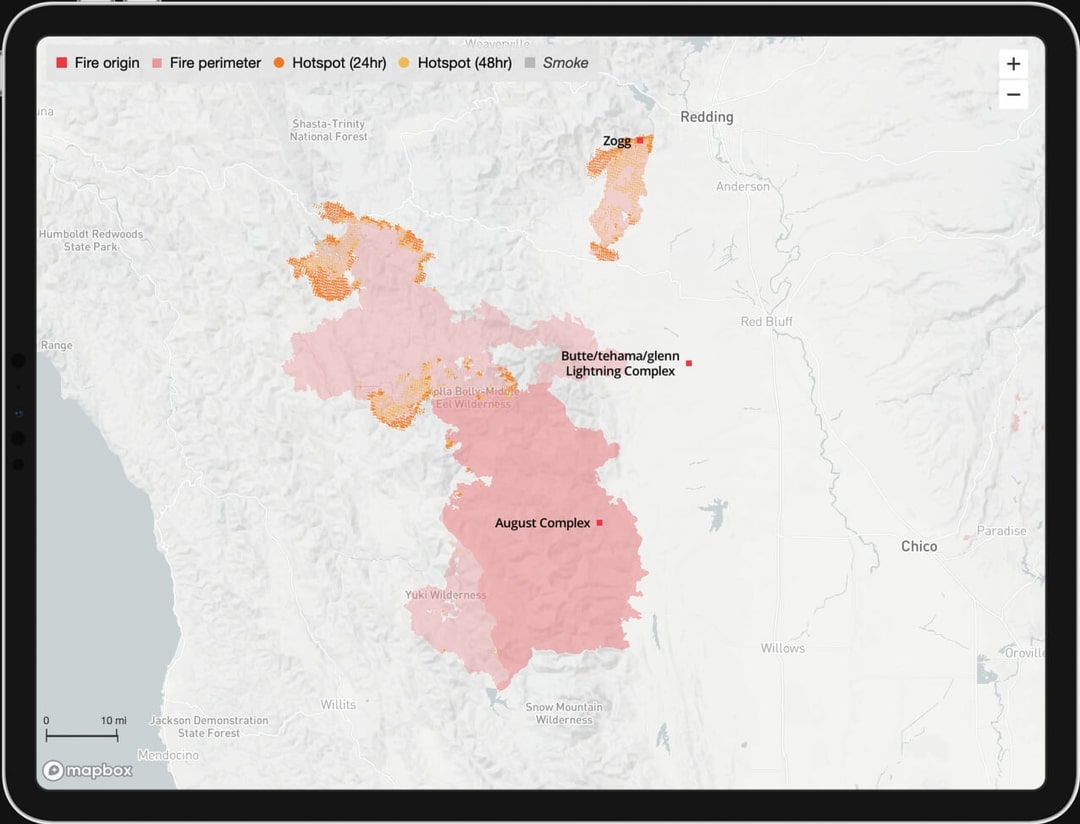 Weaverville
Fire origin
Fire perimeter
Hotspot (24hr)
Hotspot (48hr)
Smoke
+
−
una
Shasta-Trinity
National Forest
Redding
Zogg
Anderson
Humboldt Redwoods
State Park
Red Bluff
Range
Butte/tehama/glenn
Lightning Complex
olla Bolly-Middle
Eel Wilderness
August Complex
Paradise
Chico
Yuki Wilderness
Willows
Oroville
Willits
Snow Mountain
Wilderness
0 10 mi
Jackson Demonstration
State Forest
Mendocino
mapbox